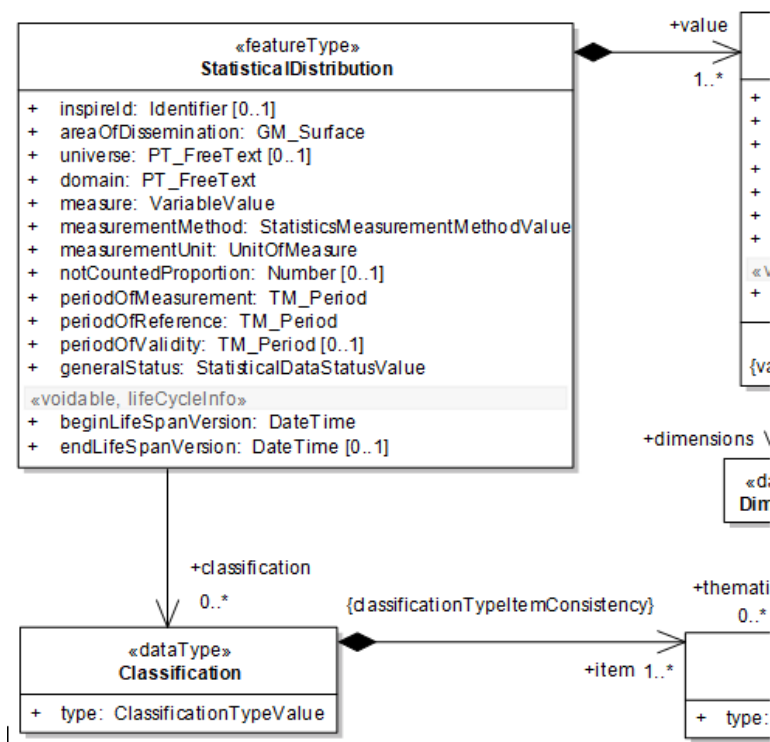 «featureType»
StatisticalDistribution
+ inspireId: Identifier [0..1]
+ areaOfDissemination: GM_Surface
+ universe: PT_FreeText [0..1]
+ domain: PT_FreeText
+ measure: VariableValue
+ measurementMethod: StatisticsMeasurementMethodValue
+ measurementUnit: UnitOfMeasure
+ notCountedProportion: Number [0..1]
+ periodOfMeasurement: TM_Period
+ periodOfReference: TM_Period
+ periodOfValidity: TM_Period [0..1]
+ generalStatus: StatisticalDataStatusValue
«voidable, lifeCycleInfo»
+ beginLifeSpanVersion: DateTime
+ endLifeSpanVersion: DateTime [0..1]
+value
1..*
+
+
+
+
+
+
+
+
+dimensions
+classification
0..*
{classificationTypeItemConsistency}
0..*
+item 1..*
«dataType»
Classification
+ type: ClassificationTypeValue
+ type: